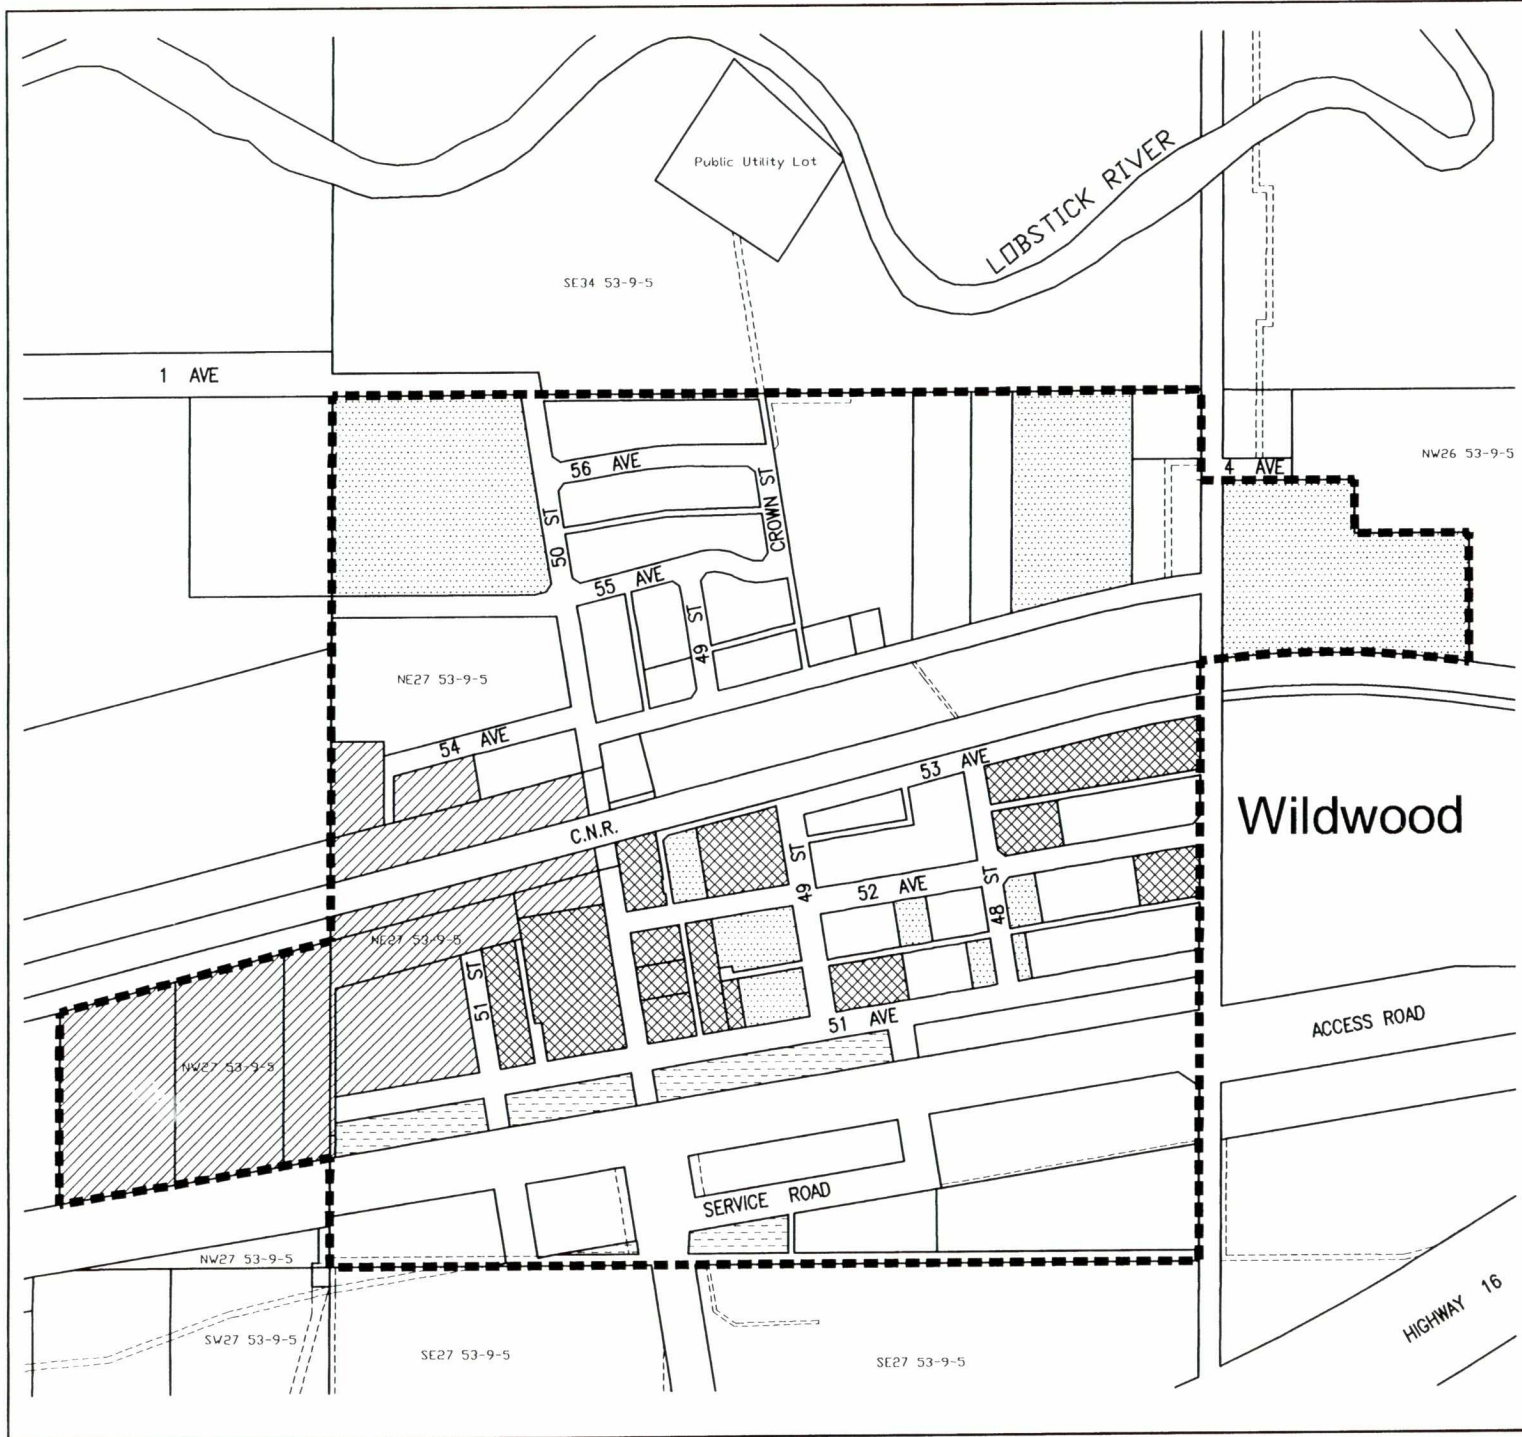 Public Utility Lot
LOBSTICK RIVER
SE34 53-9-5
1 AVE
56 AVE
CROWN ST
4 AVE
NW26 53-9-5
50 ST
55 AVE
49 ST
NE27 53-9-5
54 AVE
53 AVE
C.N.R.
Wildwood
49 ST
52 AVE
48 ST
NE27 53-9-5
51 ST
51 AVE
ACCESS ROAD
NW27 53-9-5
SERVICE ROAD
NW27 53-9-5
HIGHWAY 16
SW27 53-9-5
SE27 53-9-5
SE27 53-9-5